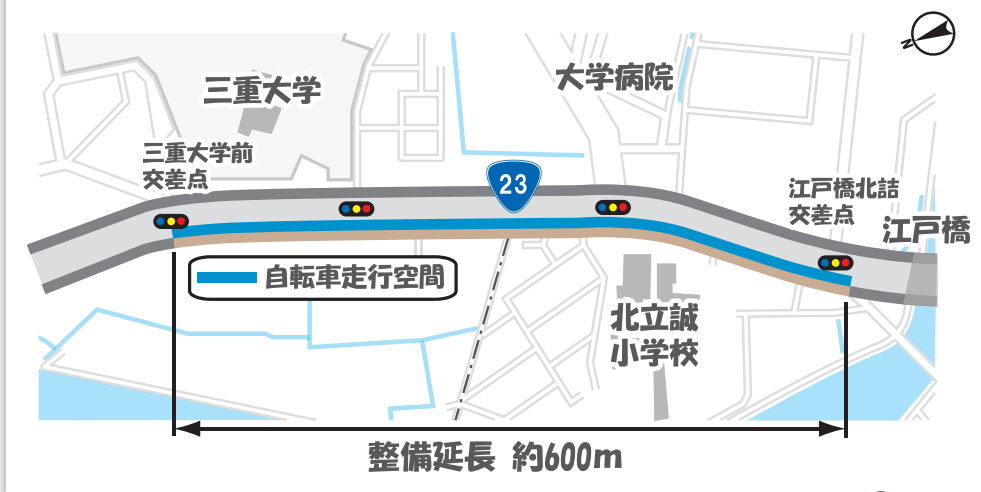 N
三重大学
大学病院
三重大学前
交差点
23
江戸橋北詰
交差点
江戸橋
自転車走行空間
北立誠
小学校
整備延長 約600m